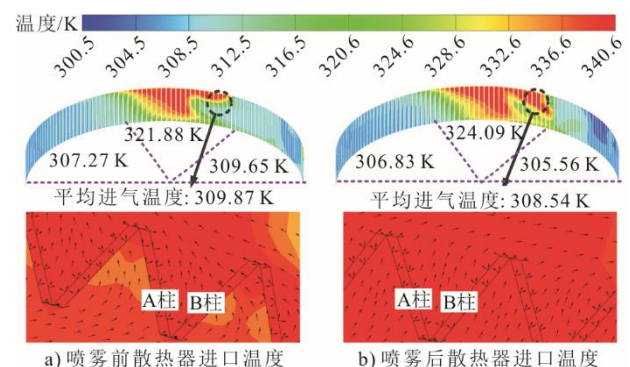 温度/K
300.5 304.5 308.5 312.5 316.5 320.6 324.6 328.6 332.6 336.6 340.6
321.88 K
307.27 K
309.65 K
平均进气温度: 309.87 K
324.09 K
306.83 K
305.56 K
平均进气温度: 308.54 K
A柱 B柱
A柱 B柱
a) 喷雾前散热器进口温度
b) 喷雾后散热器进口温度